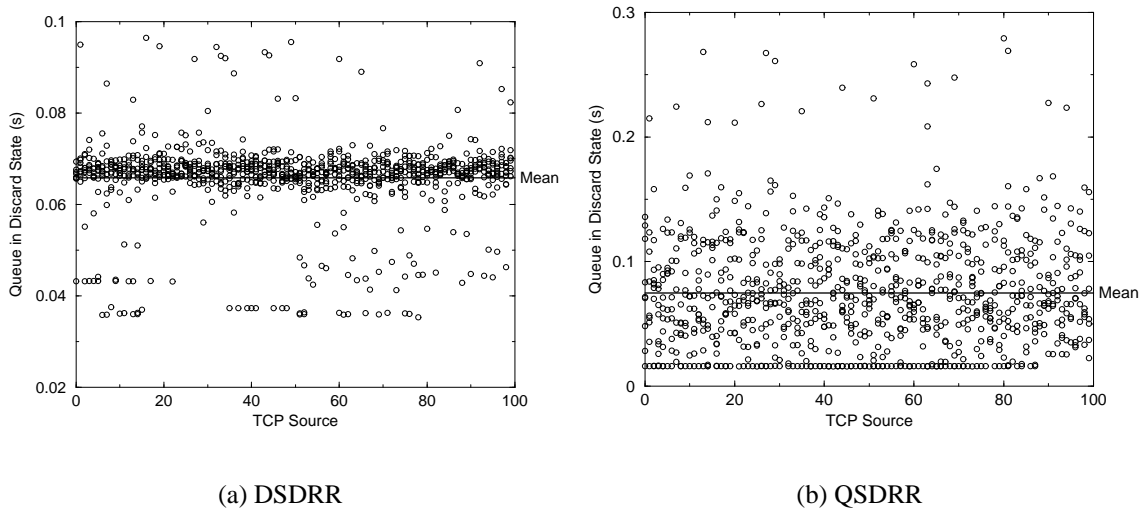 0.1
0.08
0.06
0.04
0.02
Queue in Discard State (s)
Mean
0 20 40 60 80 100
TCP Source
(a) DSDRR
0.3
0.2
0.1
0
Queue in Discard State (s)
Mean
0 20 40 60 80 100
TCP Source
(b) QSDRR